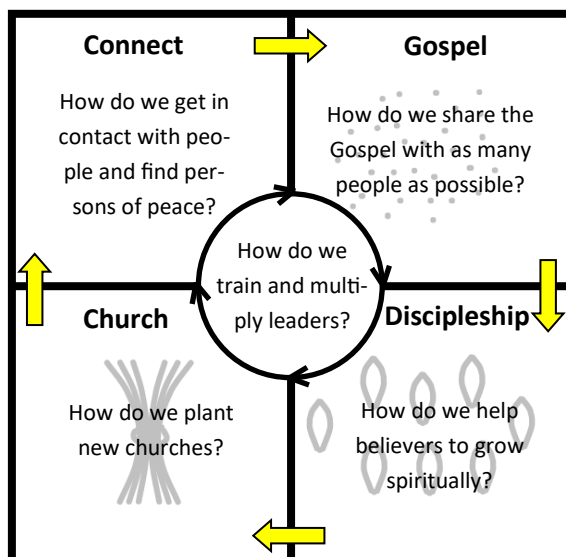 Connect
How do we get in
contact with peo-
ple and find per-
sons of peace?
Gospel
How do we share the
Gospel with as many
people as possible?
How do we
train and multi-
ply leaders?
Church
How do we plant
new churches?
Discipleship
How do we help
believers to grow
spiritually?